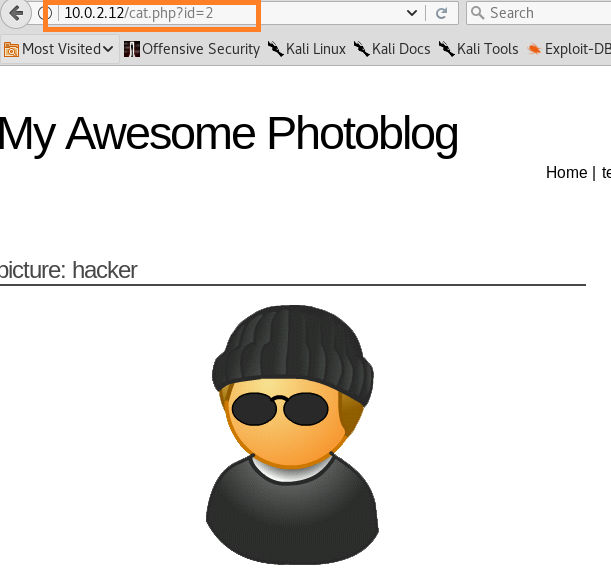 10.0.2.12/cat.php?id=2 Search
Most Visited Offensive Security Kali Linux Kali Docs Kali Tools Exploit-DB
My Awesome Photoblog
Home | te
picture: hacker